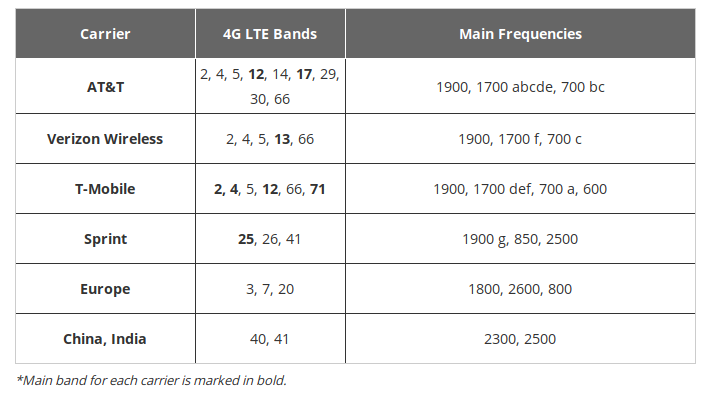 Carrier 4G LTE Bands Main Frequencies
AT&T 2, 4, 5, 12, 14, 17, 29, 1900, 1700 abcde, 700 bc
30, 66
Verizon Wireless 2, 4, 5, 13, 66 1900, 1700 f, 700 c
T-Mobile 2, 4, 5, 12, 66, 71 1900, 1700 def, 700 a, 600
Sprint 25, 26, 41 1900 g, 850, 2500
Europe 3, 7, 20 1800, 2600, 800
China, India 40, 41 2300, 2500
*Main band for each carrier is marked in bold.